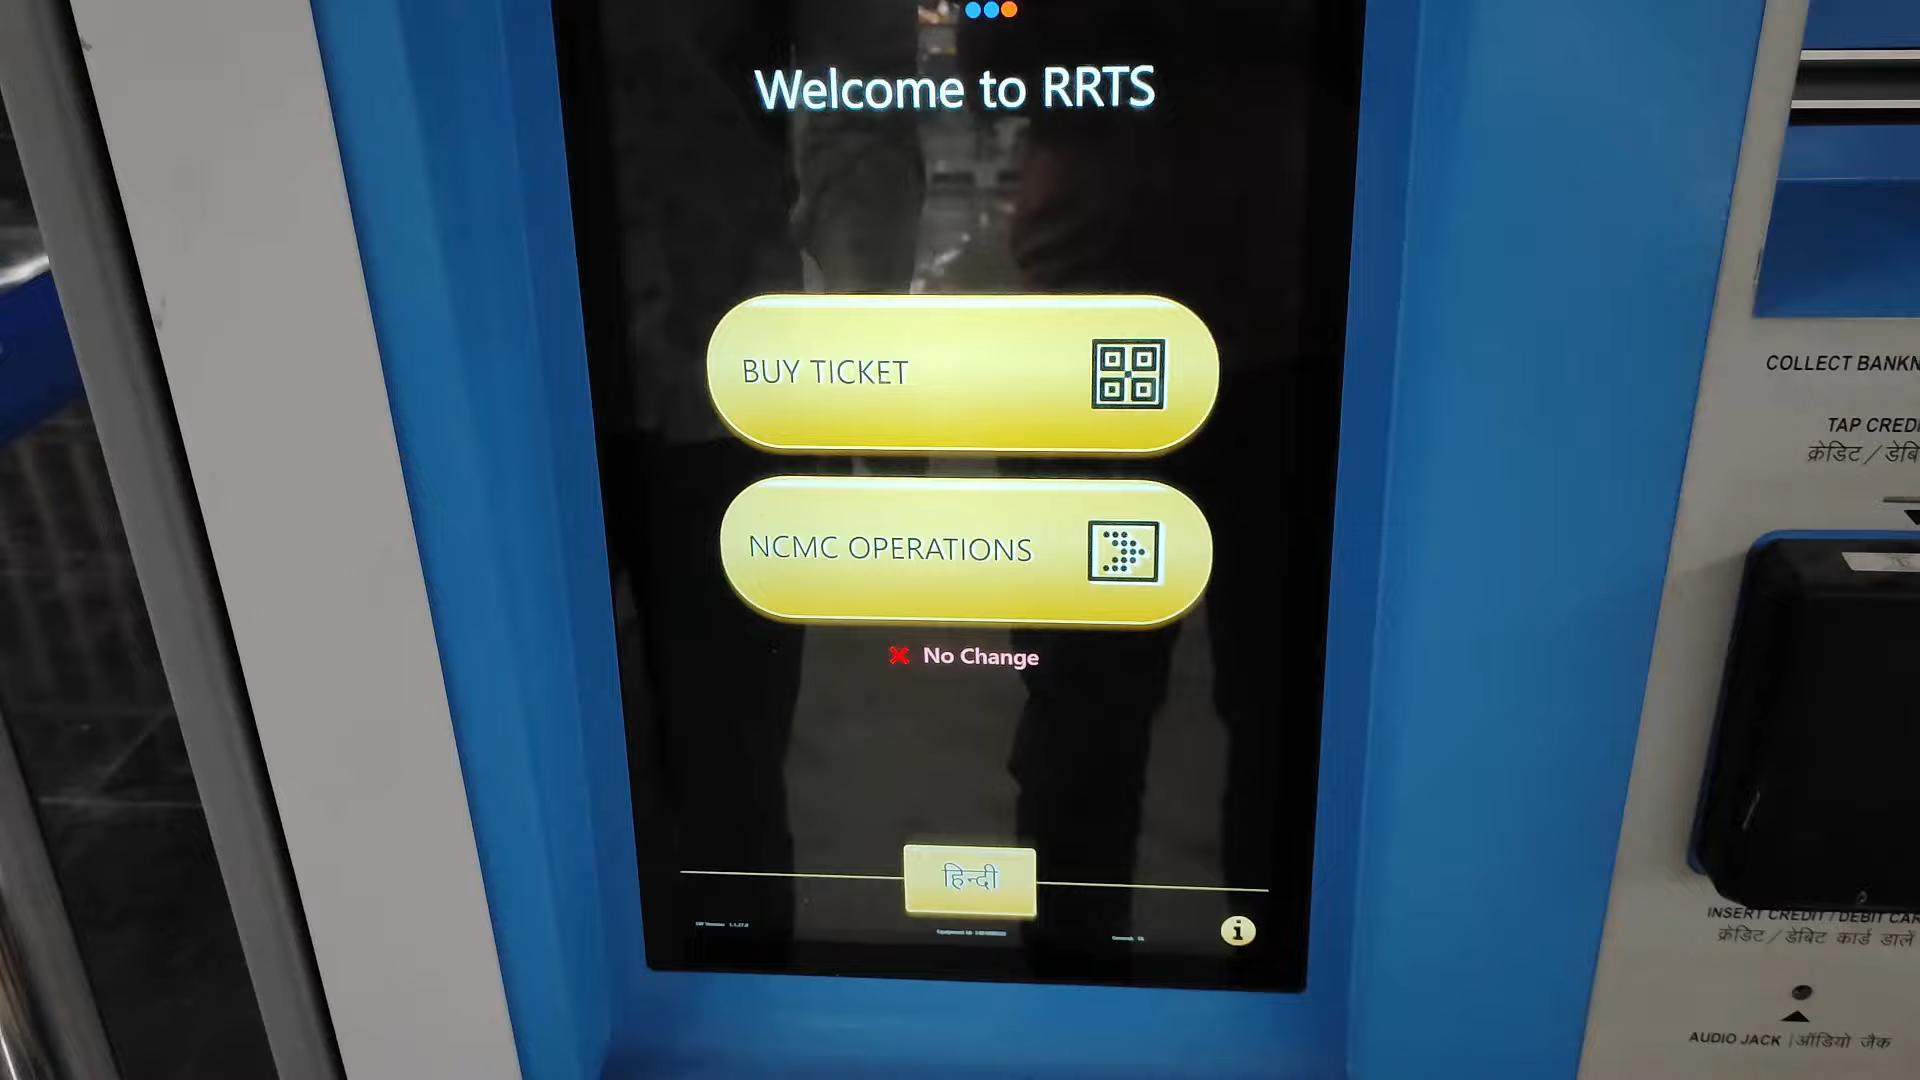 Welcome to RRTS
BUY TICKET
NCMC OPERATIONS
No Change
हिन्दी
i
COLLECT BANKN
TAP CREDI
क्रेडिट / डेबि
INSERT CREDIT / DEBIT CAR
क्रेडिट / डेबिट कार्ड डालें
AUDIO JACK | ऑडियो जैक